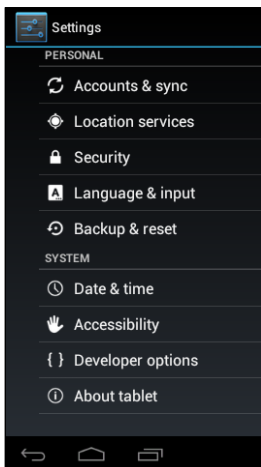 Settings
PERSONAL
Accounts & sync
Location services
Security
Language & input
Backup & reset
SYSTEM
Date & time
Accessibility
{ } Developer options
About tablet